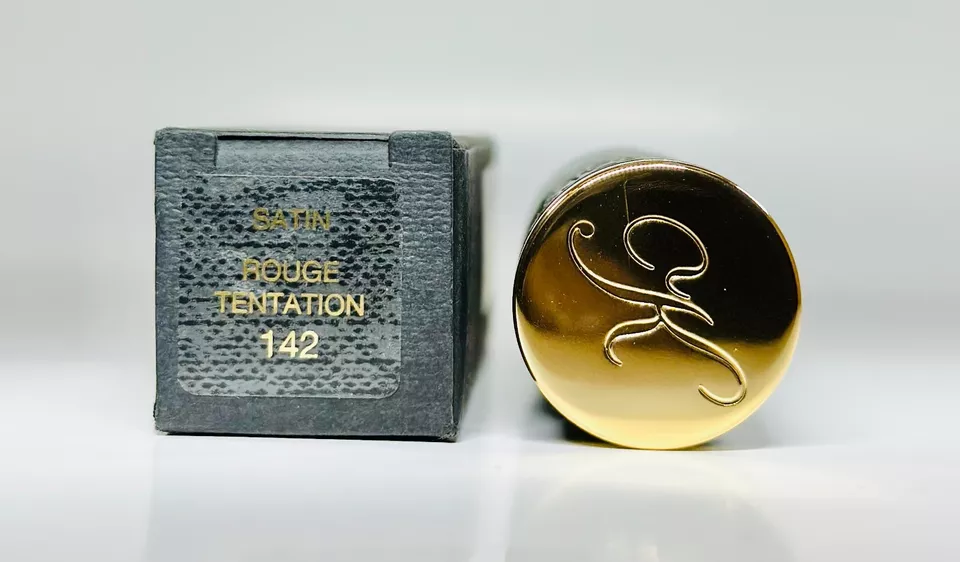 SATIN
ROUGE
TENTATION
142
K